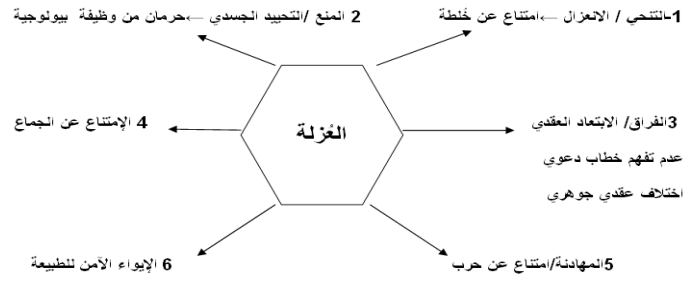 1-التنحي / الانعزال ←امتناع عن خُلطة
2 المنع /التحييد الجسدي ←حرمان من وظيفة بيولوجية
العُزلة
3الفراق/ الابتعاد العقدي
عدم تفهم خطاب دعوي
اختلاف عقدي جوهري
4 الإمتناع عن الجماع
5المهادنة/امتناع عن حرب
6 الإيواء الآمن للطبيعة